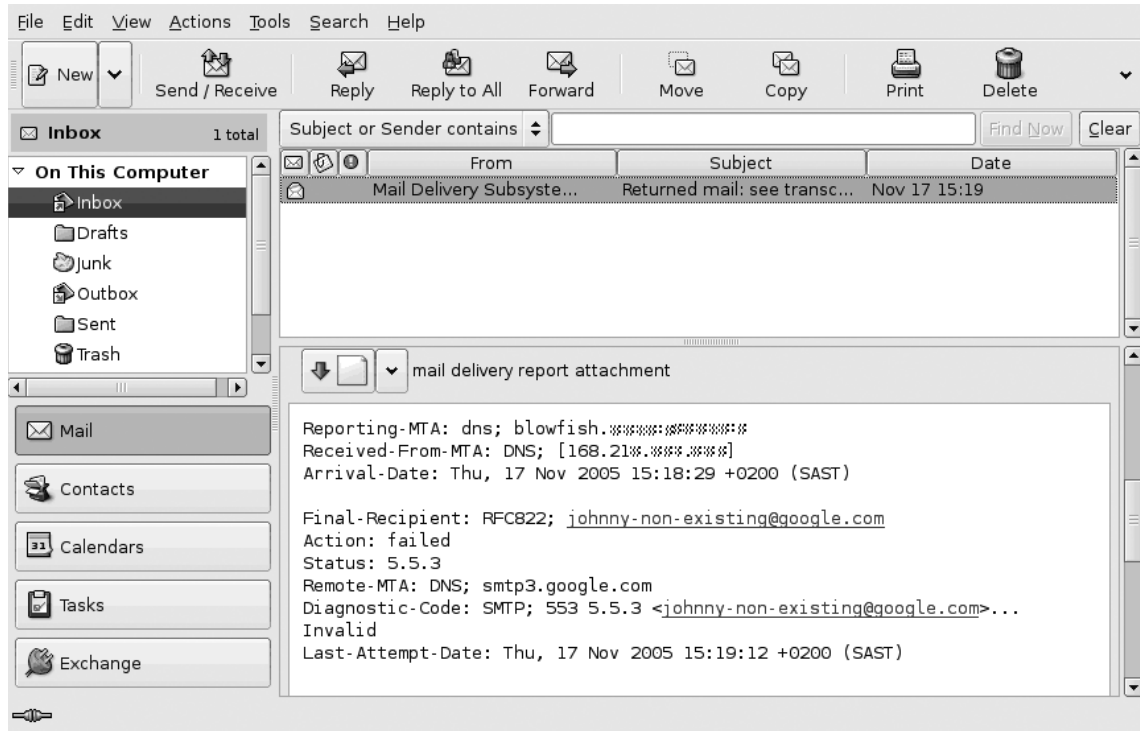 File Edit View Actions Tools Search Help
New Send / Receive Reply Reply to All Forward Move Copy Print Delete
Inbox 1 total
Subject or Sender contains Find Now Clear
On This Computer
Inbox
Drafts
Junk
Outbox
Sent
Trash
From Subject Date
Mail Delivery Subsyste... Returned mail: see transc... Nov 17 15:19
Mail
Contacts
31 Calendars
Tasks
Exchange
mail delivery report attachment
Reporting-MTA: dns; blowfish.
Received-From-MTA: DNS; [168.21
Arrival-Date: Thu, 17 Nov 2005 15:18:29 +0200 (SAST)
Final-Recipient: RFC822; johnny-non-existing@google.com
Action: failed
Status: 5.5.3
Remote-MTA: DNS; smtp3.google.com
Diagnostic-Code: SMTP; 553 5.5.3 <johnny-non-existing@google.com>...
Invalid
Last-Attempt-Date: Thu, 17 Nov 2005 15:19:12 +0200 (SAST)